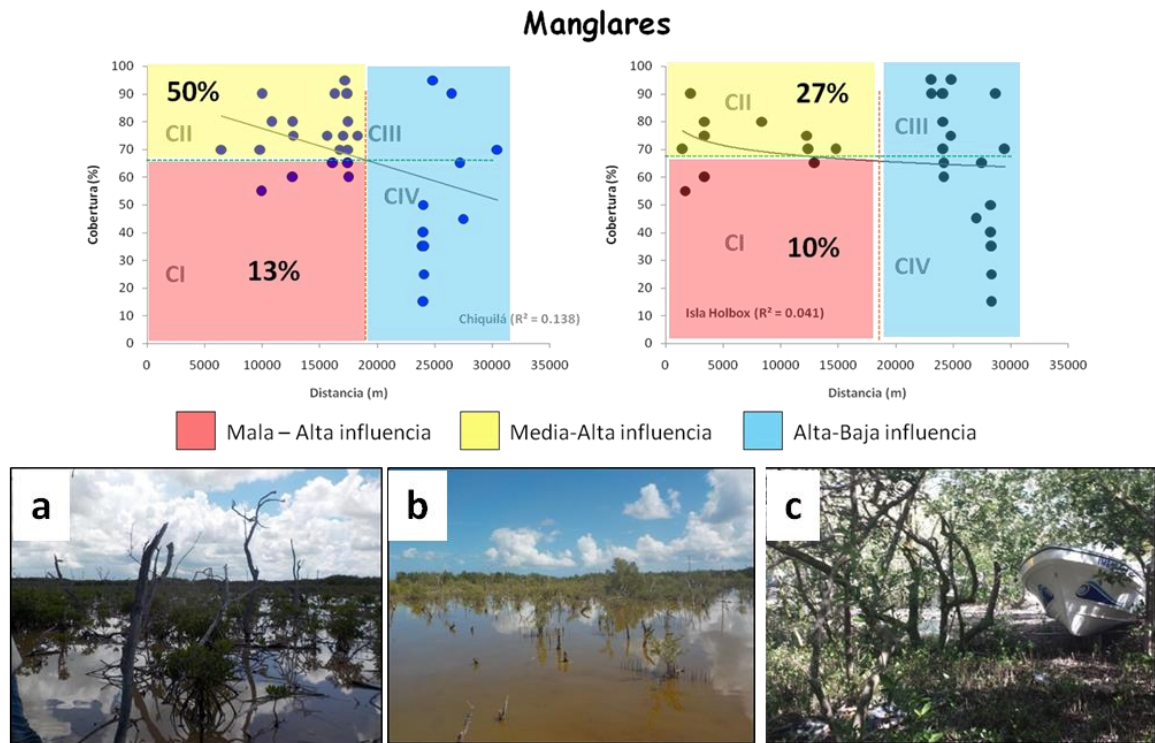 Manglares
Cobertura (%)
100
90
80
70
60
50
40
30
20
10
0
50%
CII
CIII
CIV
CI
13%
Chiquilá (R² = 0.138)
0 5000 10000 15000 20000 25000 30000 35000
Distancia (m)
Cobertura (%)
100
90
80
70
60
50
40
30
20
10
0
27%
CII
CIII
CI
10%
CIV
Isla Holbox (R² = 0.041)
0 5000 10000 15000 20000 25000 30000 35000
Distancia (m)
Mala – Alta influencia
Media-Alta influencia
Alta-Baja influencia
a
b
c